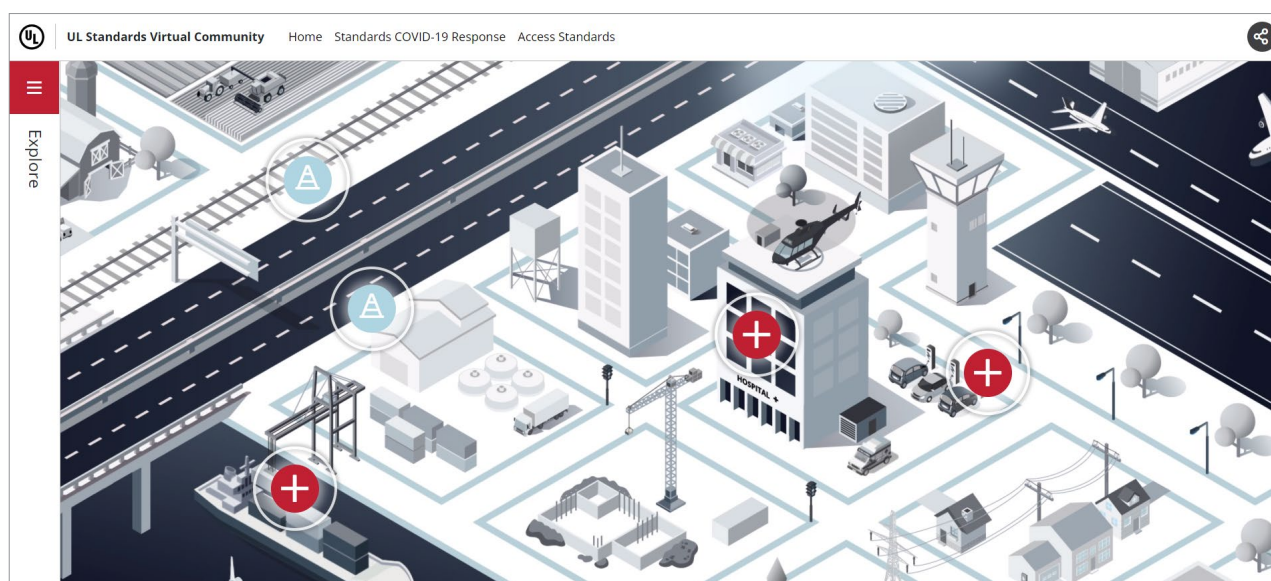 UL
UL Standards Virtual Community
Home
Standards COVID-19 Response
Access Standards
Explore
HOSPITAL +